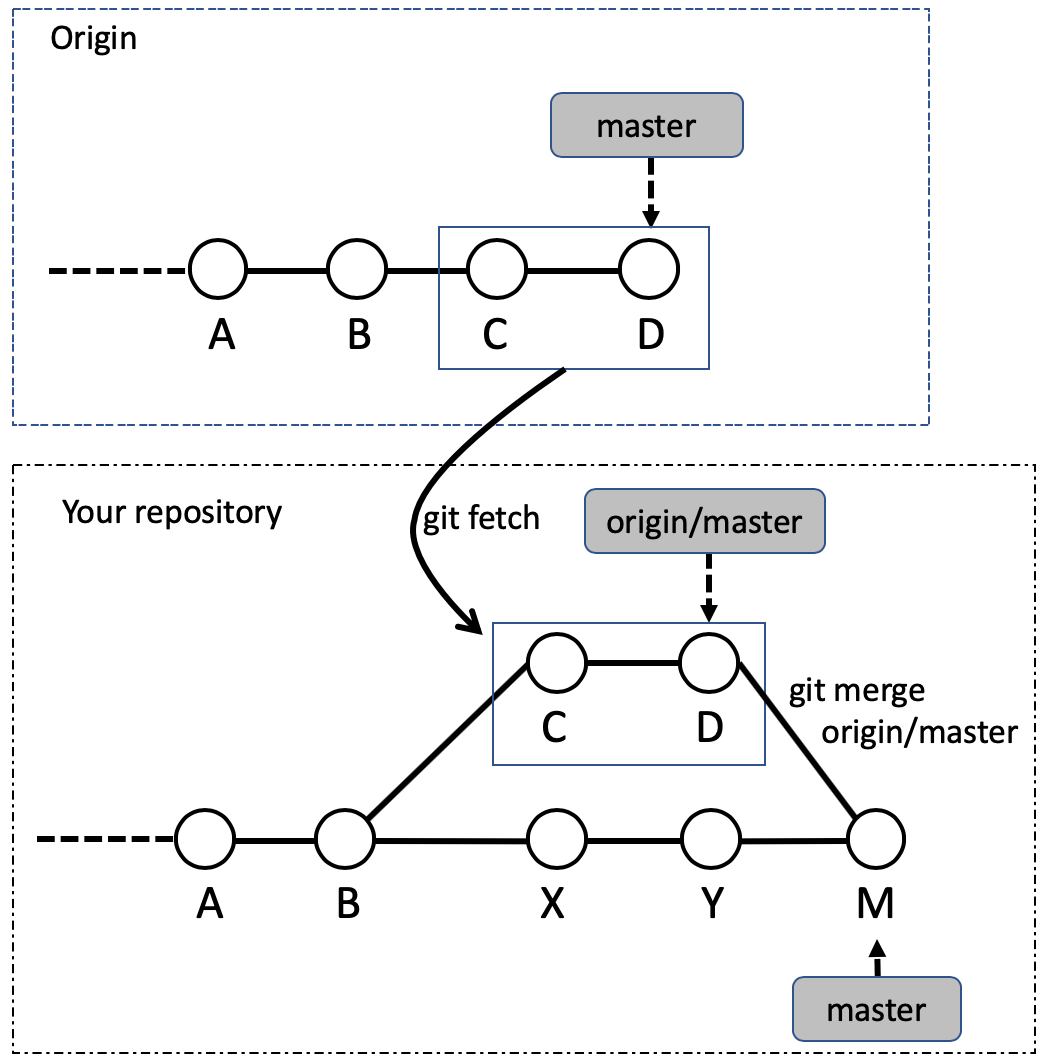 Origin
master
A B C D
Your repository
git fetch
origin/master
C D
git merge
origin/master
A B X Y M
master